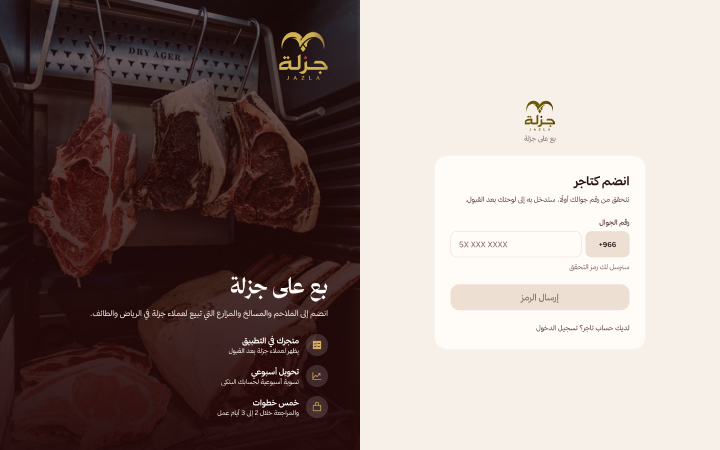 DRY AGER
جزلة
JAZLA
بع على جزلة
انضم إلى الملاحم والمسالخ والمزارع التي تبيع لعملاء جزلة في الرياض والطائف.
متجرك في التطبيق
يظهر لعملاء جزلة بعد القبول
تحويل أسبوعي
تسوية أسبوعية لحسابك البنكي
خمس خطوات
والمراجعة خلال 2 إلى 3 أيام عمل
جزلة
JAZLA
بع على جزلة
انضم كتاجر
نتحقق من رقم جوالك أولًا. ستدخل به إلى لوحتك بعد القبول.
رقم الجوال
+966
5X XXX XXXX
سنرسل لك رمز التحقق
إرسال الرمز
لديك حساب تاجر؟ تسجيل الدخول